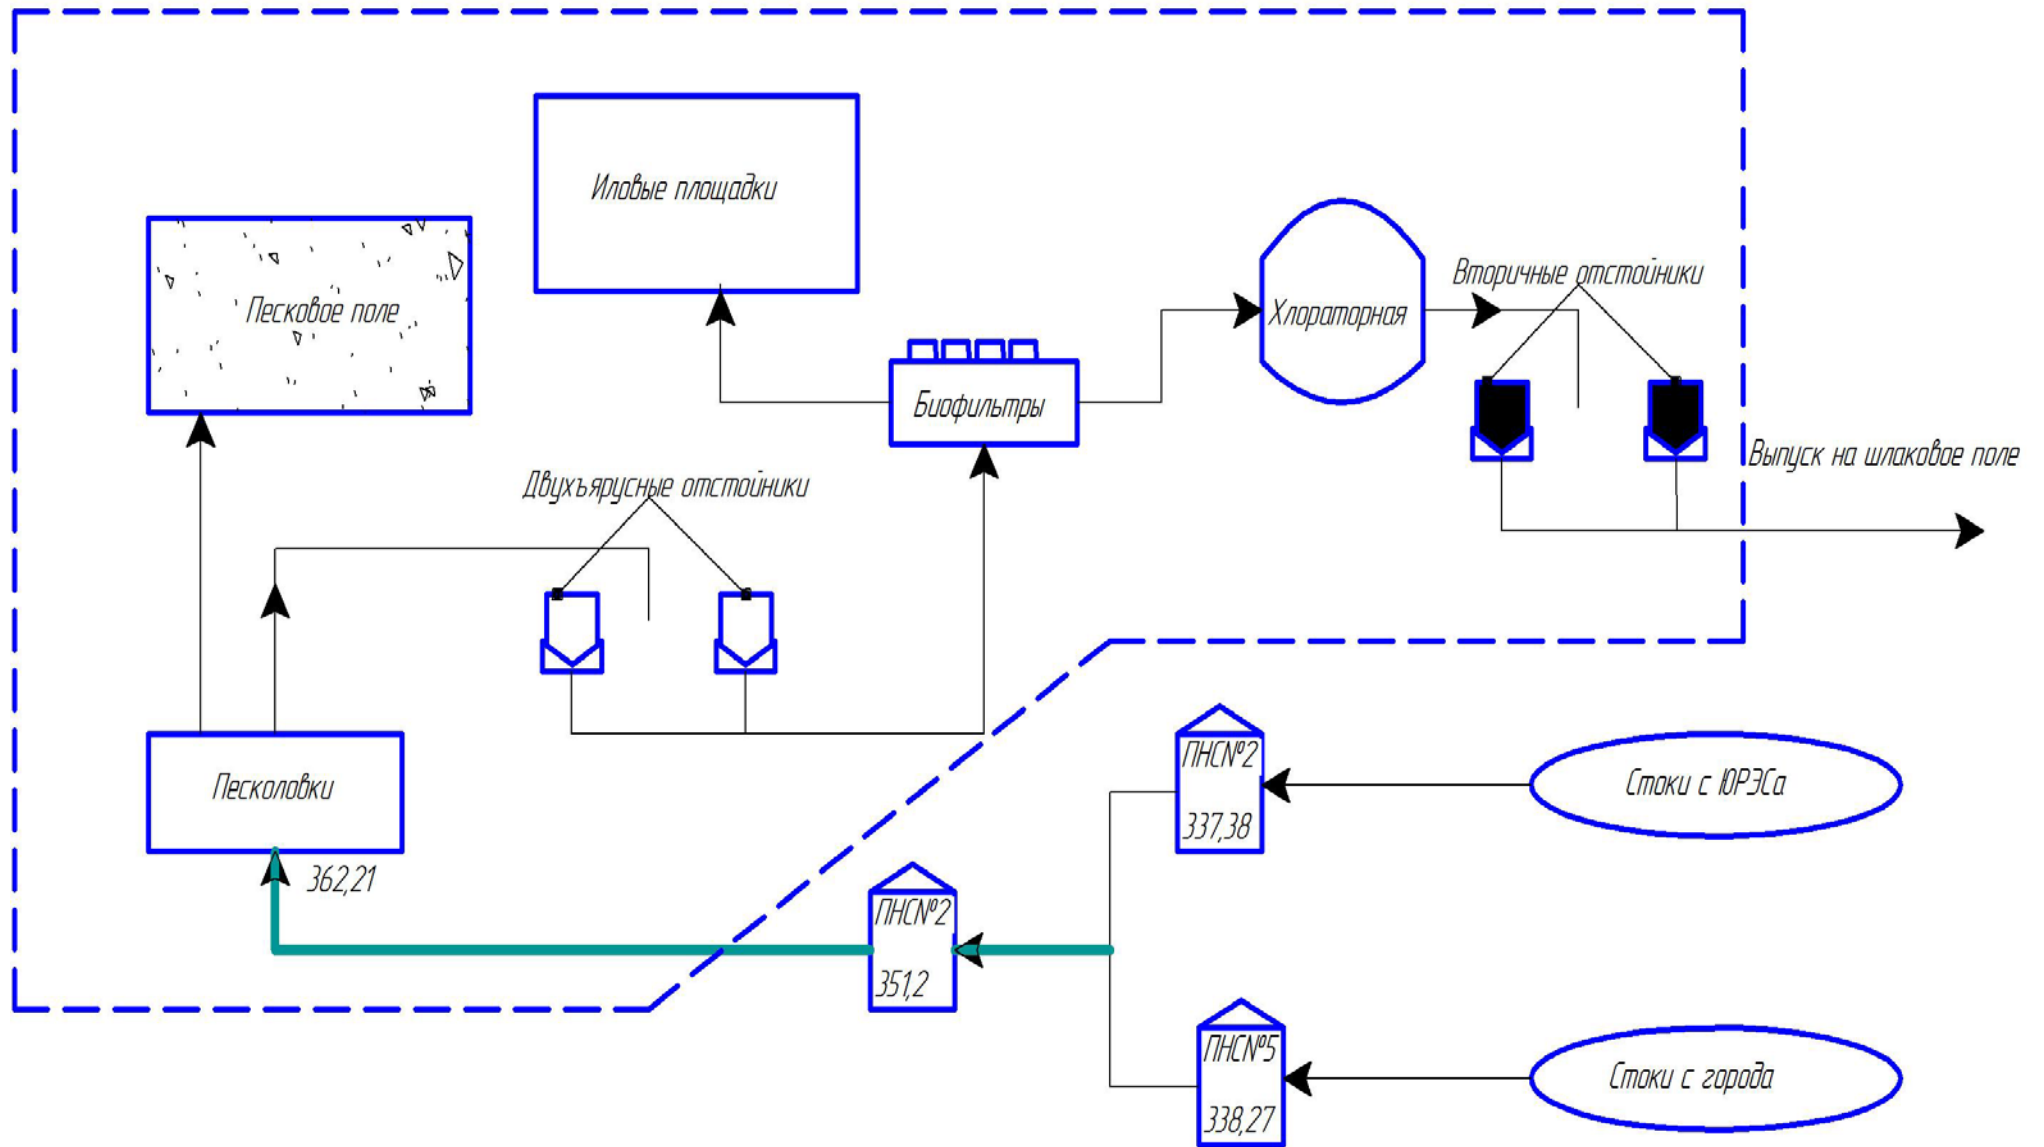 Иловые площадки
Вторичные отстойники
Песковое поле
Хлораторная
Биофильтры
Выпуск на шлаковое поле
Двухъярусные отстойники
ПНС№2
337,38
Стоки с ЮРЭСа
Песколовки
362,21
ПНС№2
351,2
ПНС№5
338,27
Стоки с города